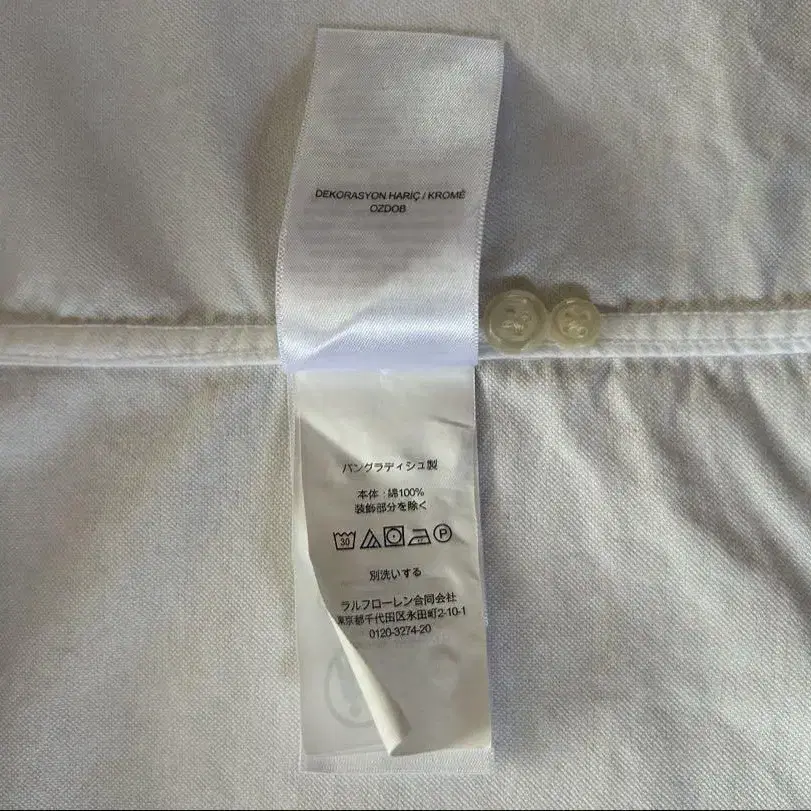 DEKORASYON HARİÇ / KROMĚ
OZDOB
バングラディシュ製
本体 : 綿100%
装飾部分を除く
30
P
別洗いする
ラルフローレン合同会社
東京都千代田区永田町2-10-1
0120-3274-20